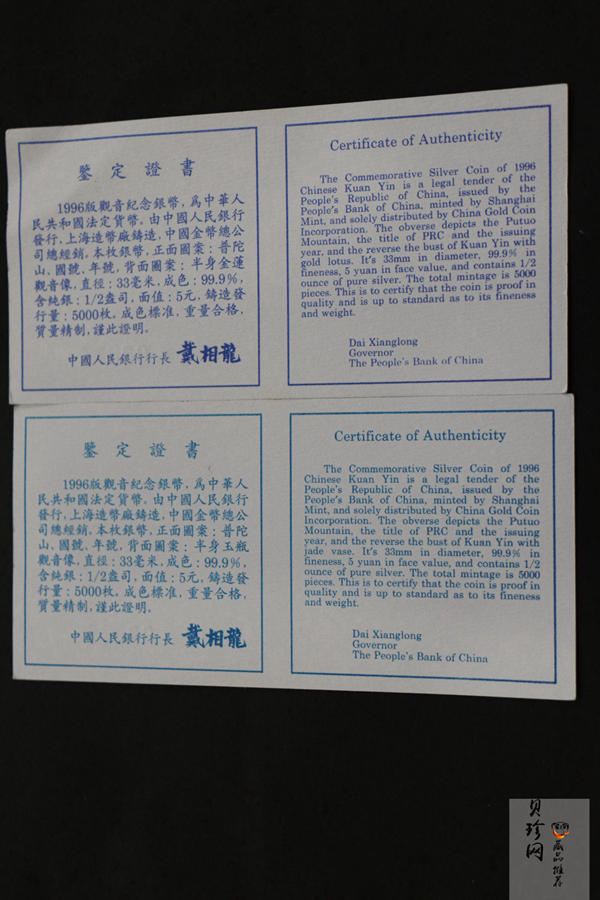 鑒定證書
1996版觀音紀念銀幣，爲中華人
民共和國法定貨幣。由中國人民銀行
發行，上海造幣廠鑄造，中國金幣總公
司總經銷。本枚銀幣，正面圖案：普陀
山、國號、年號，背面圖案：半身金蓮
觀音像，直徑：33毫米，成色：99.9%，
含純銀：1/2盎司，面值：5元，鑄造發
行量：5000枚。成色標准，重量合格，
質量精制，謹此證明。
中國人民銀行行長 戴相龍
Certificate of Authenticity
The Commemorative Silver Coin of 1996
Chinese Kuan Yin is a legal tender of the
People's Republic of China, issued by the
People's Bank of China, minted by Shanghai
Mint, and solely distributed by China Gold Coin
Incorporation. The obverse depicts the Putuo
Mountain, the title of PRC and the issuing
year, and the reverse the bust of Kuan Yin with
gold lotus. It's 33mm in diameter, 99.9% in
fineness, 5 yuan in face value, and contains 1/2
ounce of pure silver. The total mintage is 5000
pieces. This is to certify that the coin is proof in
quality and is up to standard as to its fineness
and weight.
Dai Xianglong
Governor
The People's Bank of China
鑒定證書
1996版觀音紀念銀幣，爲中華人
民共和國法定貨幣。由中國人民銀行
發行，上海造幣廠鑄造，中國金幣總公
司總經銷。本枚銀幣，正面圖案：普陀
山、國號、年號，背面圖案：半身玉瓶
觀音像，直徑：33毫米，成色：99.9%，
含純銀：1/2盎司，面值：5元，鑄造發
行量：5000枚。成色標准，重量合格，
質量精制，謹此證明。
中國人民銀行行長 戴相龍
Certificate of Authenticity
The Commemorative Silver Coin of 1996
Chinese Kuan Yin is a legal tender of the
People's Republic of China, issued by the
People's Bank of China, minted by Shanghai
Mint, and solely distributed by China Gold Coin
Incorporation. The obverse depicts the Putuo
Mountain, the title of PRC and the issuing
year, and the reverse the bust of Kuan Yin with
jade vase. It's 33mm in diameter, 99.9% in
fineness, 5 yuan in face value, and contains 1/2
ounce of pure silver. The total mintage is 5000
pieces. This is to certify that the coin is proof in
quality and is up to standard as to its fineness
and weight.
Dai Xianglong
Governor
The People's Bank of China
贝珍网
藏品推荐